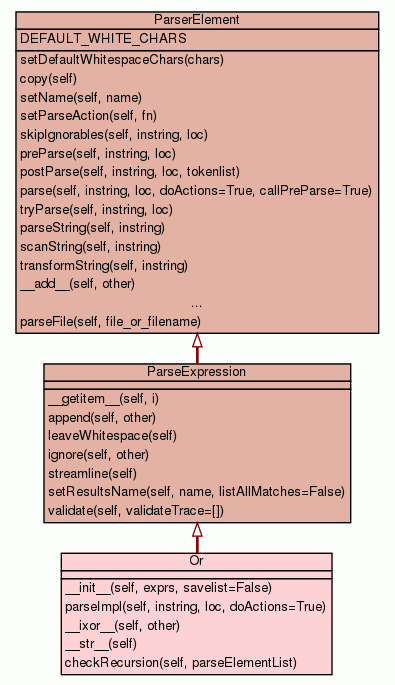 ParserElement
DEFAULT_WHITE_CHARS
setDefaultWhitespaceChars(chars)
copy(self)
setName(self, name)
setParseAction(self, fn)
skipIgnorables(self, instring, loc)
preParse(self, instring, loc)
postParse(self, instring, loc, tokenlist)
parse(self, instring, loc, doActions=True, callPreParse=True)
tryParse(self, instring, loc)
parseString(self, instring)
scanString(self, instring)
transformString(self, instring)
__add__(self, other)
...
parseFile(self, file_or_filename)
ParseExpression
__getitem__(self, i)
append(self, other)
leaveWhitespace(self)
ignore(self, other)
streamline(self)
setResultsName(self, name, listAllMatches=False)
validate(self, validateTrace=[])
Or
__init__(self, exprs, savelist=False)
parseImpl(self, instring, loc, doActions=True)
__ixor__(self, other)
__str__(self)
checkRecursion(self, parseElementList)